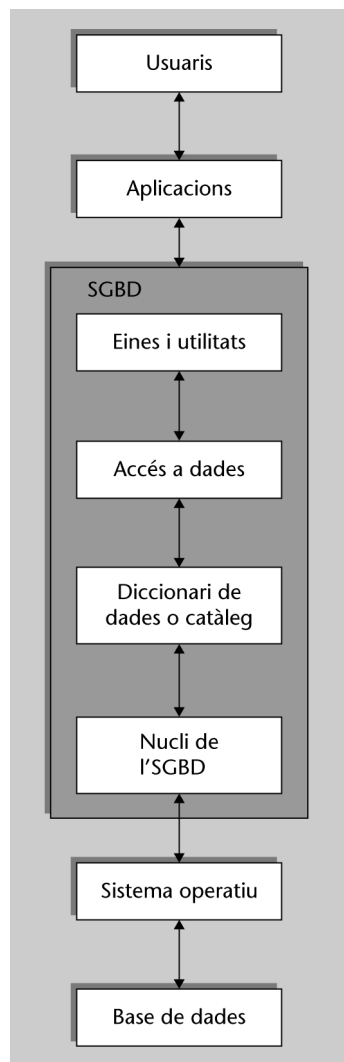 Usuaris
Aplicacions
SGBD
Eines i utilitats
Accés a dades
Diccionari de
dades o catàleg
Nucli de
l'SGBD
Sistema operatiu
Base de dades